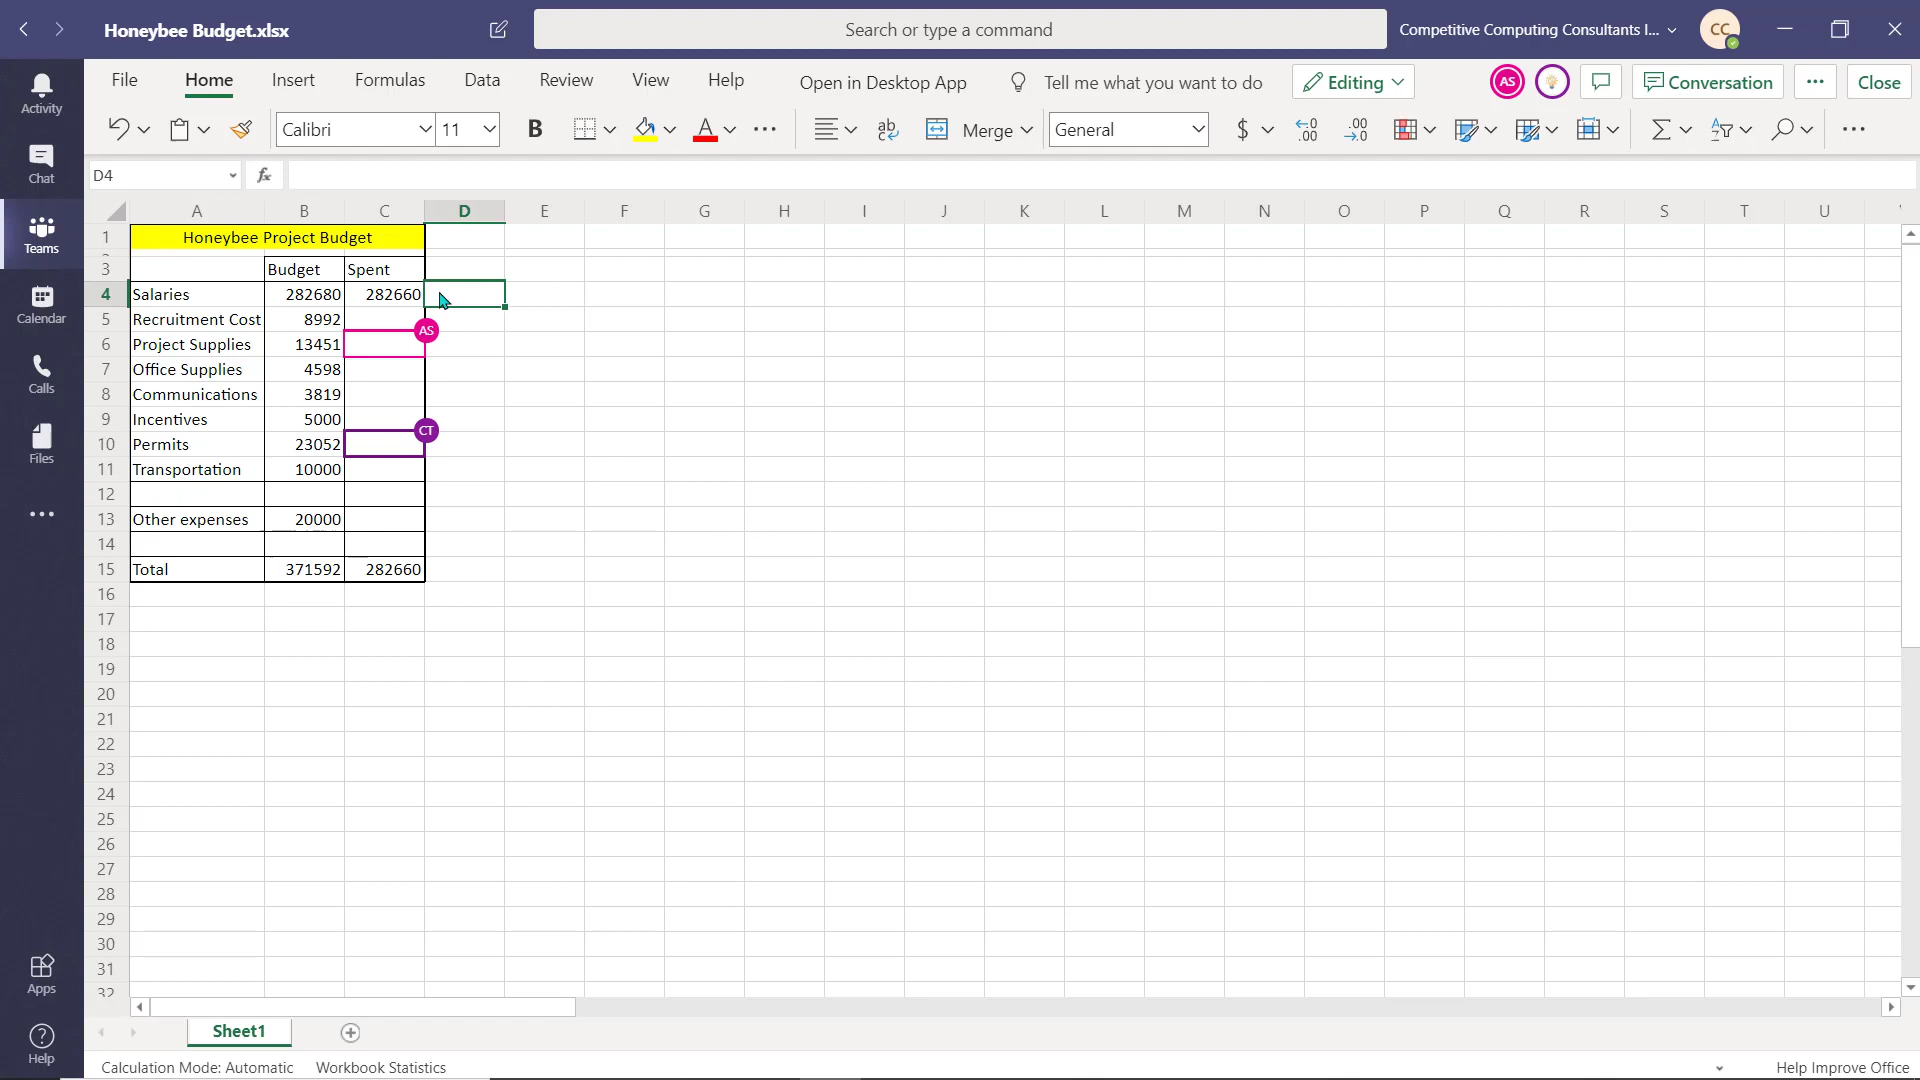 Honeybee Budget.xlsx
Search or type a command
Competitive Computing Consultants I...
CC
File Home Insert Formulas Data Review View Help Open in Desktop App Tell me what you want to do Editing AS Conversation ... Close
Calibri 11 B A ... ab Merge General $ .00 .00 ...
D4 fx
A B C D E F G H I J K L M N O P Q R S T U
1 Honeybee Project Budget
3 Budget Spent
4 Salaries 282680 282660
5 Recruitment Cost 8992
AS
6 Project Supplies 13451
7 Office Supplies 4598
8 Communications 3819
9 Incentives 5000
CT
10 Permits 23052
11 Transportation 10000
12
13 Other expenses 20000
14
15 Total 371592 282660
16
17
18
19
20
21
22
23
24
25
26
27
28
29
30
31
32
Activity
Chat
Teams
Calendar
Calls
Files
...
Apps
Help
Sheet1
Calculation Mode: Automatic Workbook Statistics Help Improve Office